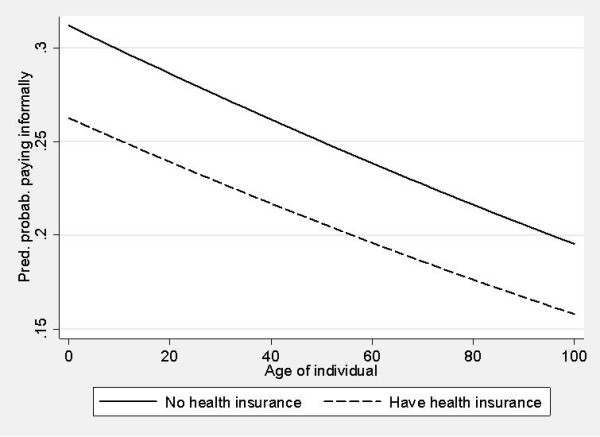 Pred. probab. paying informally
.3
.25
.2
.15
0 20 40 60 80 100
Age of individual
No health insurance Have health insurance